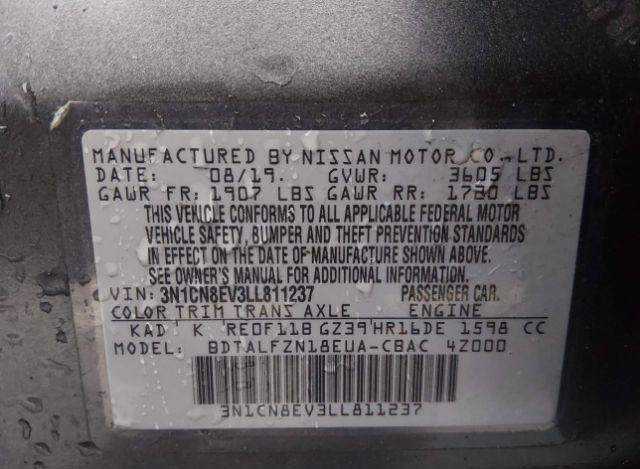 MANUFACTURED BY NISSAN MOTOR CO., LTD.
DATE: 08/19. GVWR: 3605 LBS
GAWR FR: 1907 LBS GAWR RR: 1720 LBS
THIS VEHICLE CONFORMS TO ALL APPLICABLE FEDERAL MOTOR
VEHICLE SAFETY, BUMPER AND THEFT PREVENTION STANDARDS
IN EFFECT ON THE DATE OF MANUFACTURE SHOWN ABOVE.
SEE OWNER'S MANUAL FOR ADDITIONAL INFORMATION.
VIN: 3N1CN8EV3LL811237 PASSENGER CAR.
COLOR TRIM TRANS AXLE ENGINE
KAD K RE0F11B GZ39 HR16DE 1598 CC
MODEL: BDTALFZN18EUA-CBAC 4Z000
3N1CN8EV3LL811237